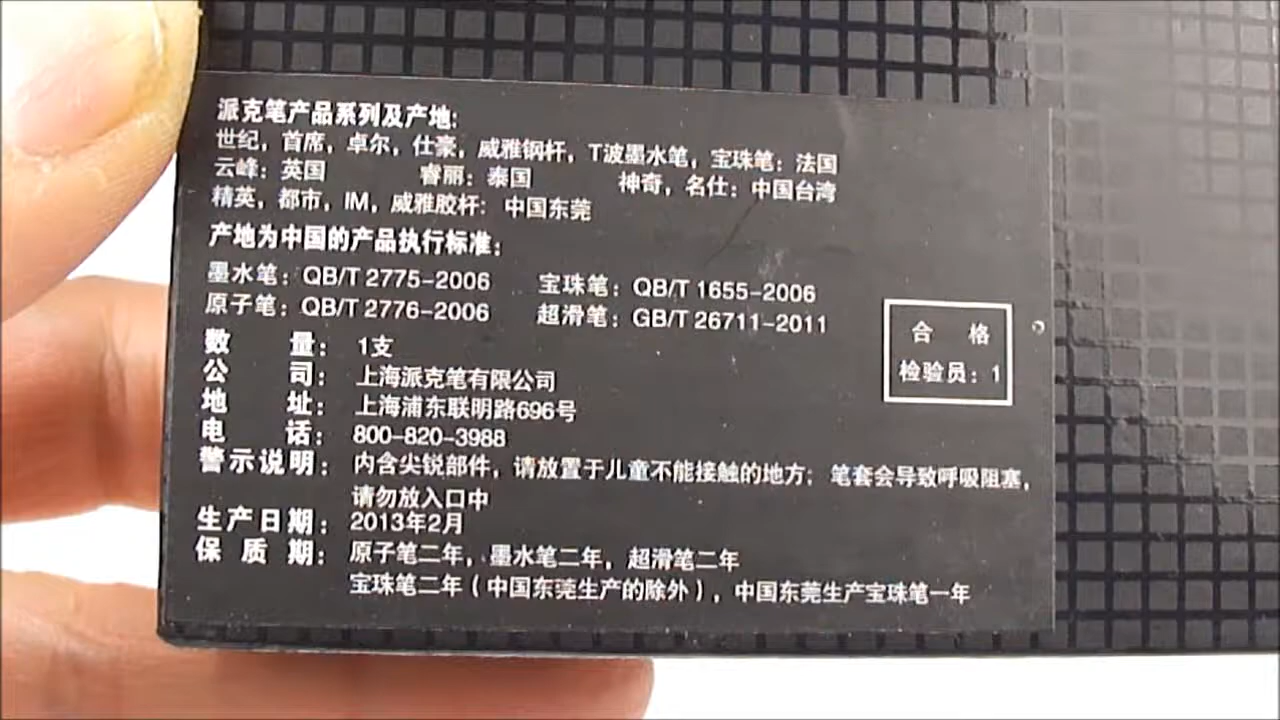 派克笔产品系列及产地:
世纪，首席，卓尔，仕豪，威雅钢杆，T波墨水笔，宝珠笔：法国
云峰：英国 睿丽：泰国 神奇，名仕：中国台湾
精英，都市，IM，威雅胶杆：中国东莞
产地为中国的产品执行标准：
墨水笔：QB/T 2775-2006 宝珠笔：QB/T 1655-2006
原子笔：QB/T 2776-2006 超滑笔：GB/T 26711-2011
合 格
检验员：1
数 量：1支
公 司：上海派克笔有限公司
地 址：上海浦东联明路696号
电 话：800-820-3988
警示说明：内含尖锐部件，请放置于儿童不能接触的地方；笔套会导致呼吸阻塞，
请勿放入口中
生产日期：2013年2月
保 质 期：原子笔二年，墨水笔二年，超滑笔二年
宝珠笔二年（中国东莞生产的除外），中国东莞生产宝珠笔一年